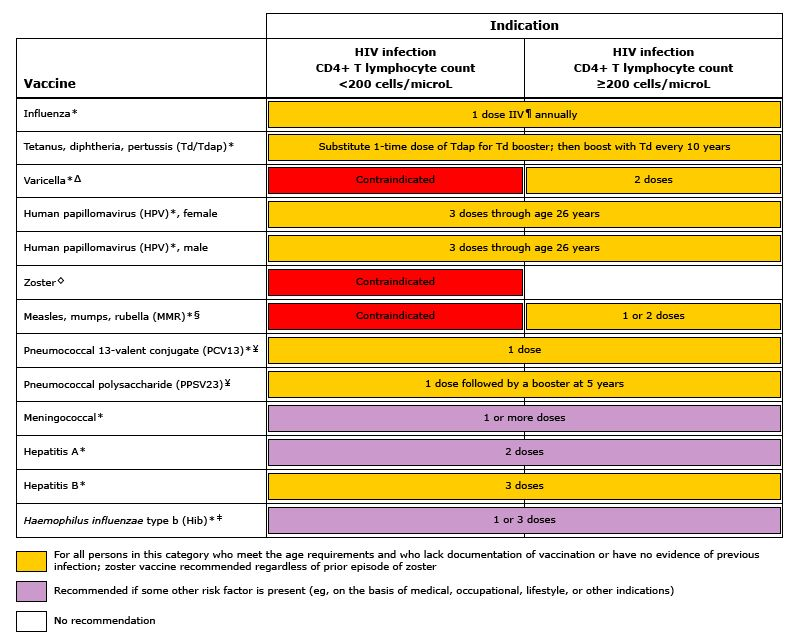 Indication
Vaccine
HIV infection
CD4+ T lymphocyte count
<200 cells/microL
HIV infection
CD4+ T lymphocyte count
≥200 cells/microL
Influenza*
1 dose IIV¶ annually
Tetanus, diphtheria, pertussis (Td/Tdap)*
Substitute 1-time dose of Tdap for Td booster; then boost with Td every 10 years
Varicella*Δ
Contraindicated
2 doses
Human papillomavirus (HPV)*, female
3 doses through age 26 years
Human papillomavirus (HPV)*, male
3 doses through age 26 years
Zoster◇
Contraindicated
Measles, mumps, rubella (MMR)*§
Contraindicated
1 or 2 doses
Pneumococcal 13-valent conjugate (PCV13)*¥
1 dose
Pneumococcal polysaccharide (PPSV23)¥
1 dose followed by a booster at 5 years
Meningococcal*
1 or more doses
Hepatitis A*
2 doses
Hepatitis B*
3 doses
Haemophilus influenzae type b (Hib)*‡
1 or 3 doses
For all persons in this category who meet the age requirements and who lack documentation of vaccination or have no evidence of previous
infection; zoster vaccine recommended regardless of prior episode of zoster
Recommended if some other risk factor is present (eg, on the basis of medical, occupational, lifestyle, or other indications)
No recommendation